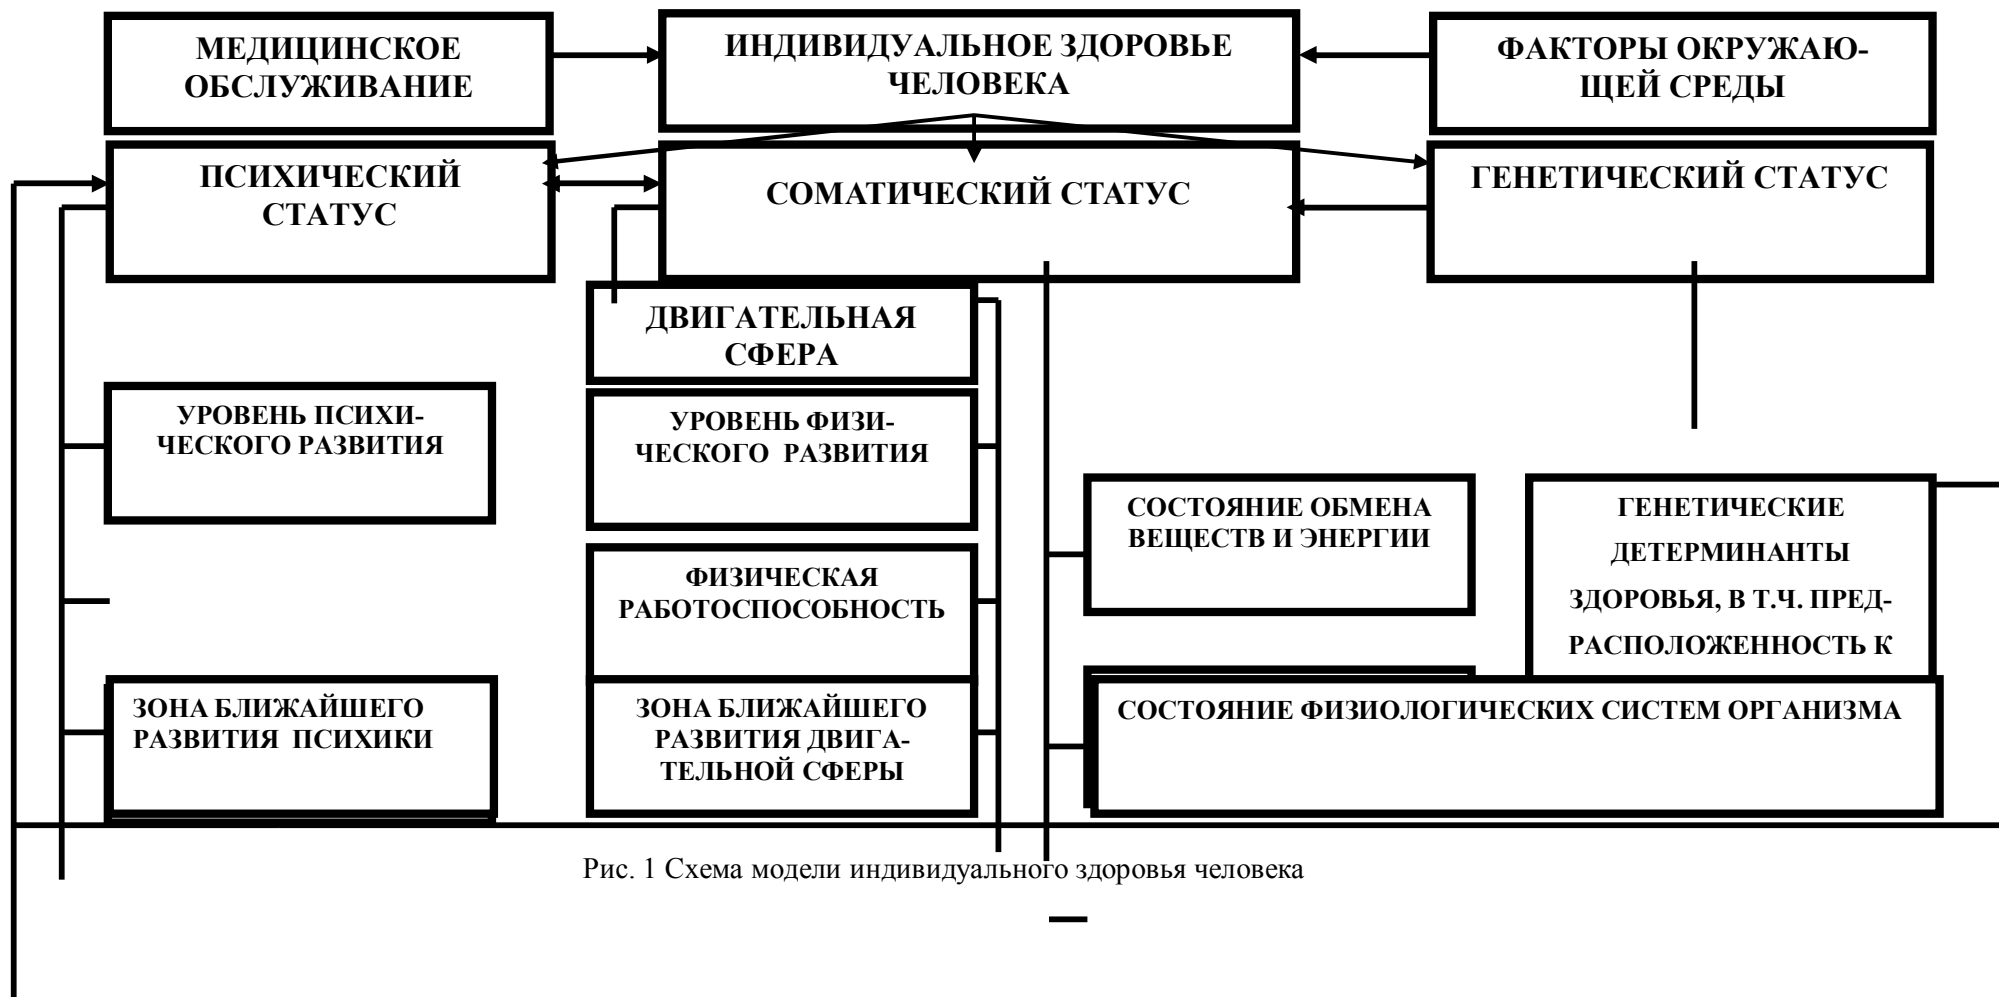 МЕДИЦИНСКОЕ
ОБСЛУЖИВАНИЕ
ИНДИВИДУАЛЬНОЕ ЗДОРОВЬЕ
ЧЕЛОВЕКА
ФАКТОРЫ ОКРУЖАЮ-
ЩЕЙ СРЕДЫ
ПСИХИЧЕСКИЙ
СТАТУС
СОМАТИЧЕСКИЙ СТАТУС
ГЕНЕТИЧЕСКИЙ СТАТУС
ДВИГАТЕЛЬНАЯ
СФЕРА
УРОВЕНЬ ПСИХИ-
ЧЕСКОГО РАЗВИТИЯ
УРОВЕНЬ ФИЗИ-
ЧЕСКОГО РАЗВИТИЯ
СОСТОЯНИЕ ОБМЕНА
ВЕЩЕСТВ И ЭНЕРГИИ
ГЕНЕТИЧЕСКИЕ
ДЕТЕРМИНАНТЫ
ЗДОРОВЬЯ, В Т.Ч. ПРЕД-
РАСПОЛОЖЕННОСТЬ К
ФИЗИЧЕСКАЯ
РАБОТОСПОСОБНОСТЬ
ЗОНА БЛИЖАЙШЕГО
РАЗВИТИЯ ПСИХИКИ
ЗОНА БЛИЖАЙШЕГО
РАЗВИТИЯ ДВИГА-
ТЕЛЬНОЙ СФЕРЫ
СОСТОЯНИЕ ФИЗИОЛОГИЧЕСКИХ СИСТЕМ ОРГАНИЗМА
Рис. 1 Схема модели индивидуального здоровья человека